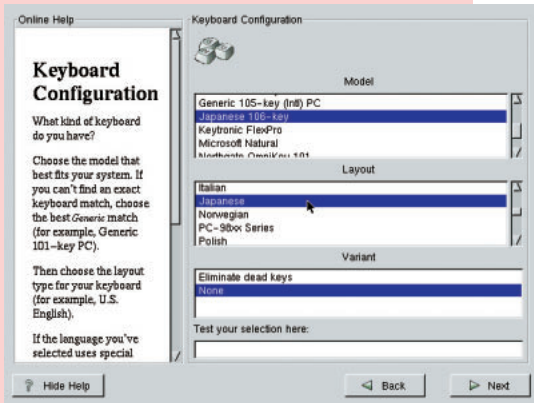 Online Help
Keyboard
Configuration
What kind of keyboard
do you have?
Choose the model that
best fits your system. If
you can't find an exact
keyboard match, choose
the best Generic match
(for example, Generic
101-key PC).
Then choose the layout
type for your keyboard
(for example, U.S.
English).
If the language you've
selected uses special
Keyboard Configuration
Model
Generic 105-key (Intl) PC
Japanese 106-key
Keytronic FlexPro
Microsoft Natural
Northgate OmniKey 101
Layout
Italian
Japanese
Norwegian
PC-98xx Series
Polish
Variant
Eliminate dead keys
None
Test your selection here:
Hide Help
Back
Next